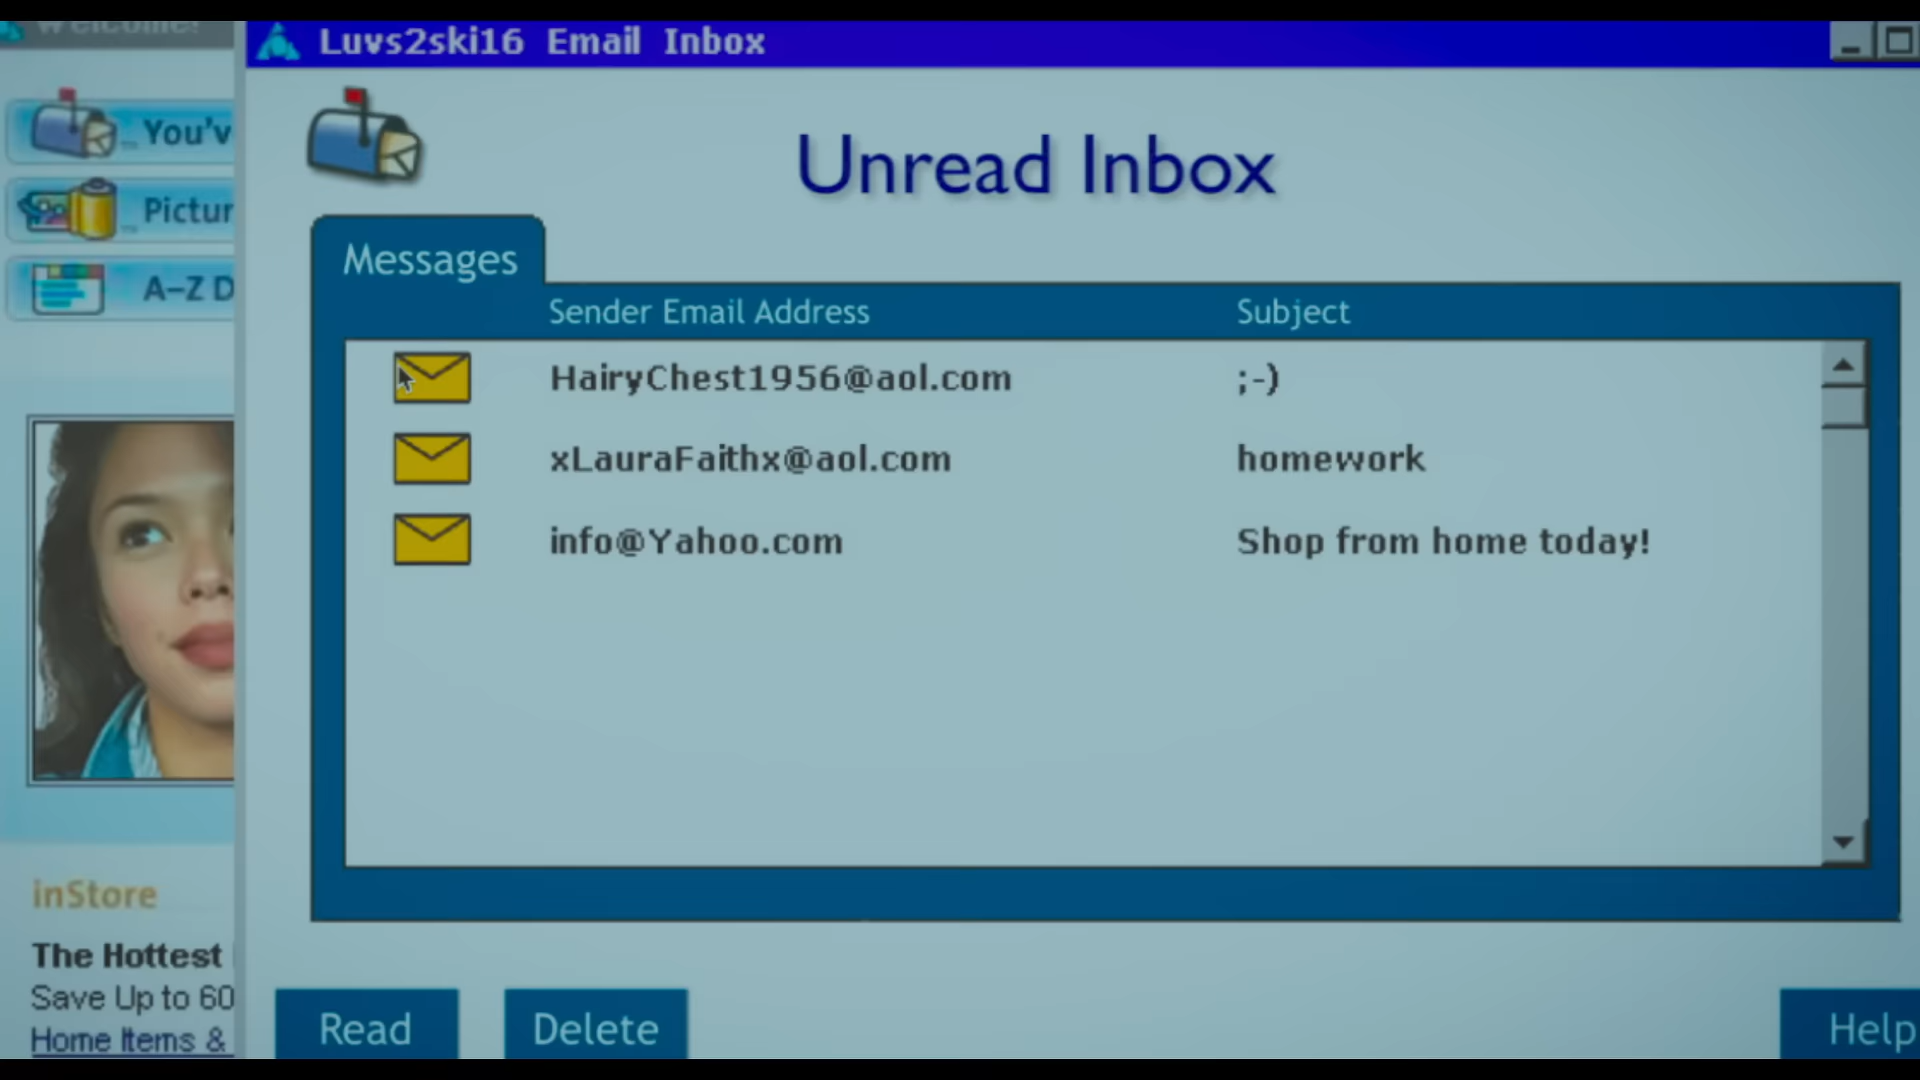 Welcome!
Luvs2ski16 Email Inbox
You'v
Pictur
A–Z D
Unread Inbox
Messages
Sender Email Address Subject
HairyChest1956@aol.com ;-)
xLauraFaithx@aol.com homework
info@Yahoo.com Shop from home today!
inStore
The Hottest
Save Up to 60
Home Items &
Read Delete Help